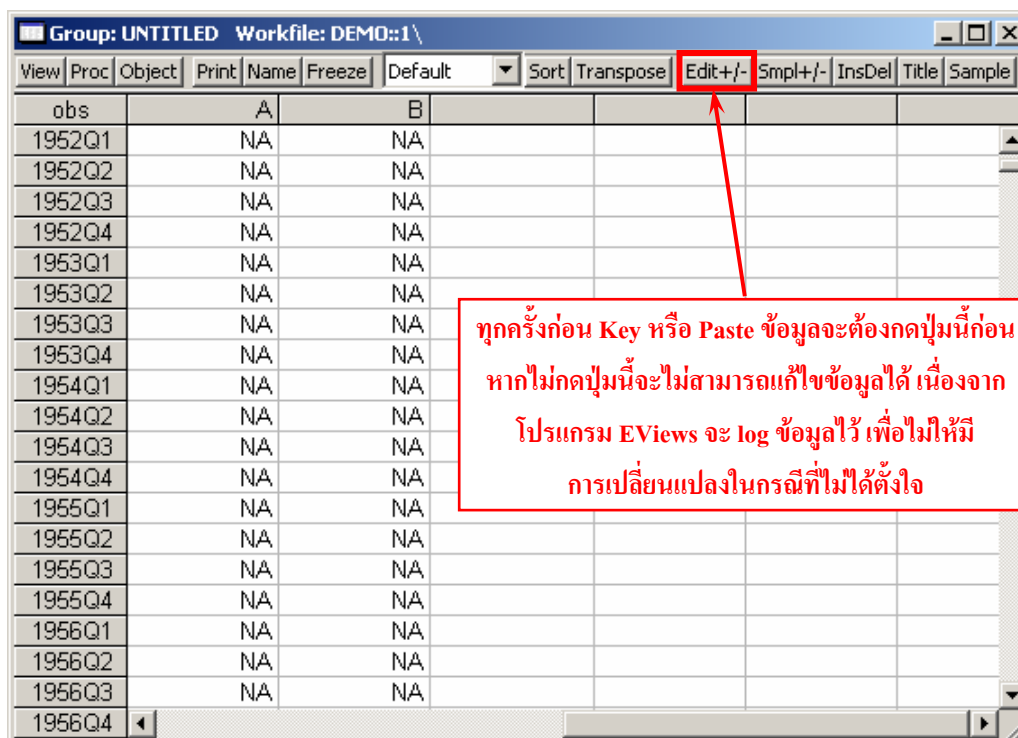 Group: UNTITLED Workfile: DEMO::1\
View Proc Object Print Name Freeze Default Sort Transpose Edit+/- Smpl+/- InsDel Title Sample
obs A B
1952Q1 NA NA
1952Q2 NA NA
1952Q3 NA NA
1952Q4 NA NA
1953Q1 NA NA
1953Q2 NA NA
1953Q3 NA NA
1953Q4 NA NA
1954Q1 NA NA
1954Q2 NA NA
1954Q3 NA NA
1954Q4 NA NA
1955Q1 NA NA
1955Q2 NA NA
1955Q3 NA NA
1955Q4 NA NA
1956Q1 NA NA
1956Q2 NA NA
1956Q3 NA NA
1956Q4
ทุกครั้งก่อน Key หรือ Paste ข้อมูลจะต้องกดปุ่มนี้ก่อน
หากไม่กดปุ่มนี้จะไม่สามารถแก้ไขข้อมูลได้ เนื่องจาก
โปรแกรม EViews จะ log ข้อมูลไว้ เพื่อไม่ให้มี
การเปลี่ยนแปลงในกรณีที่ไม่ได้ตั้งใจ